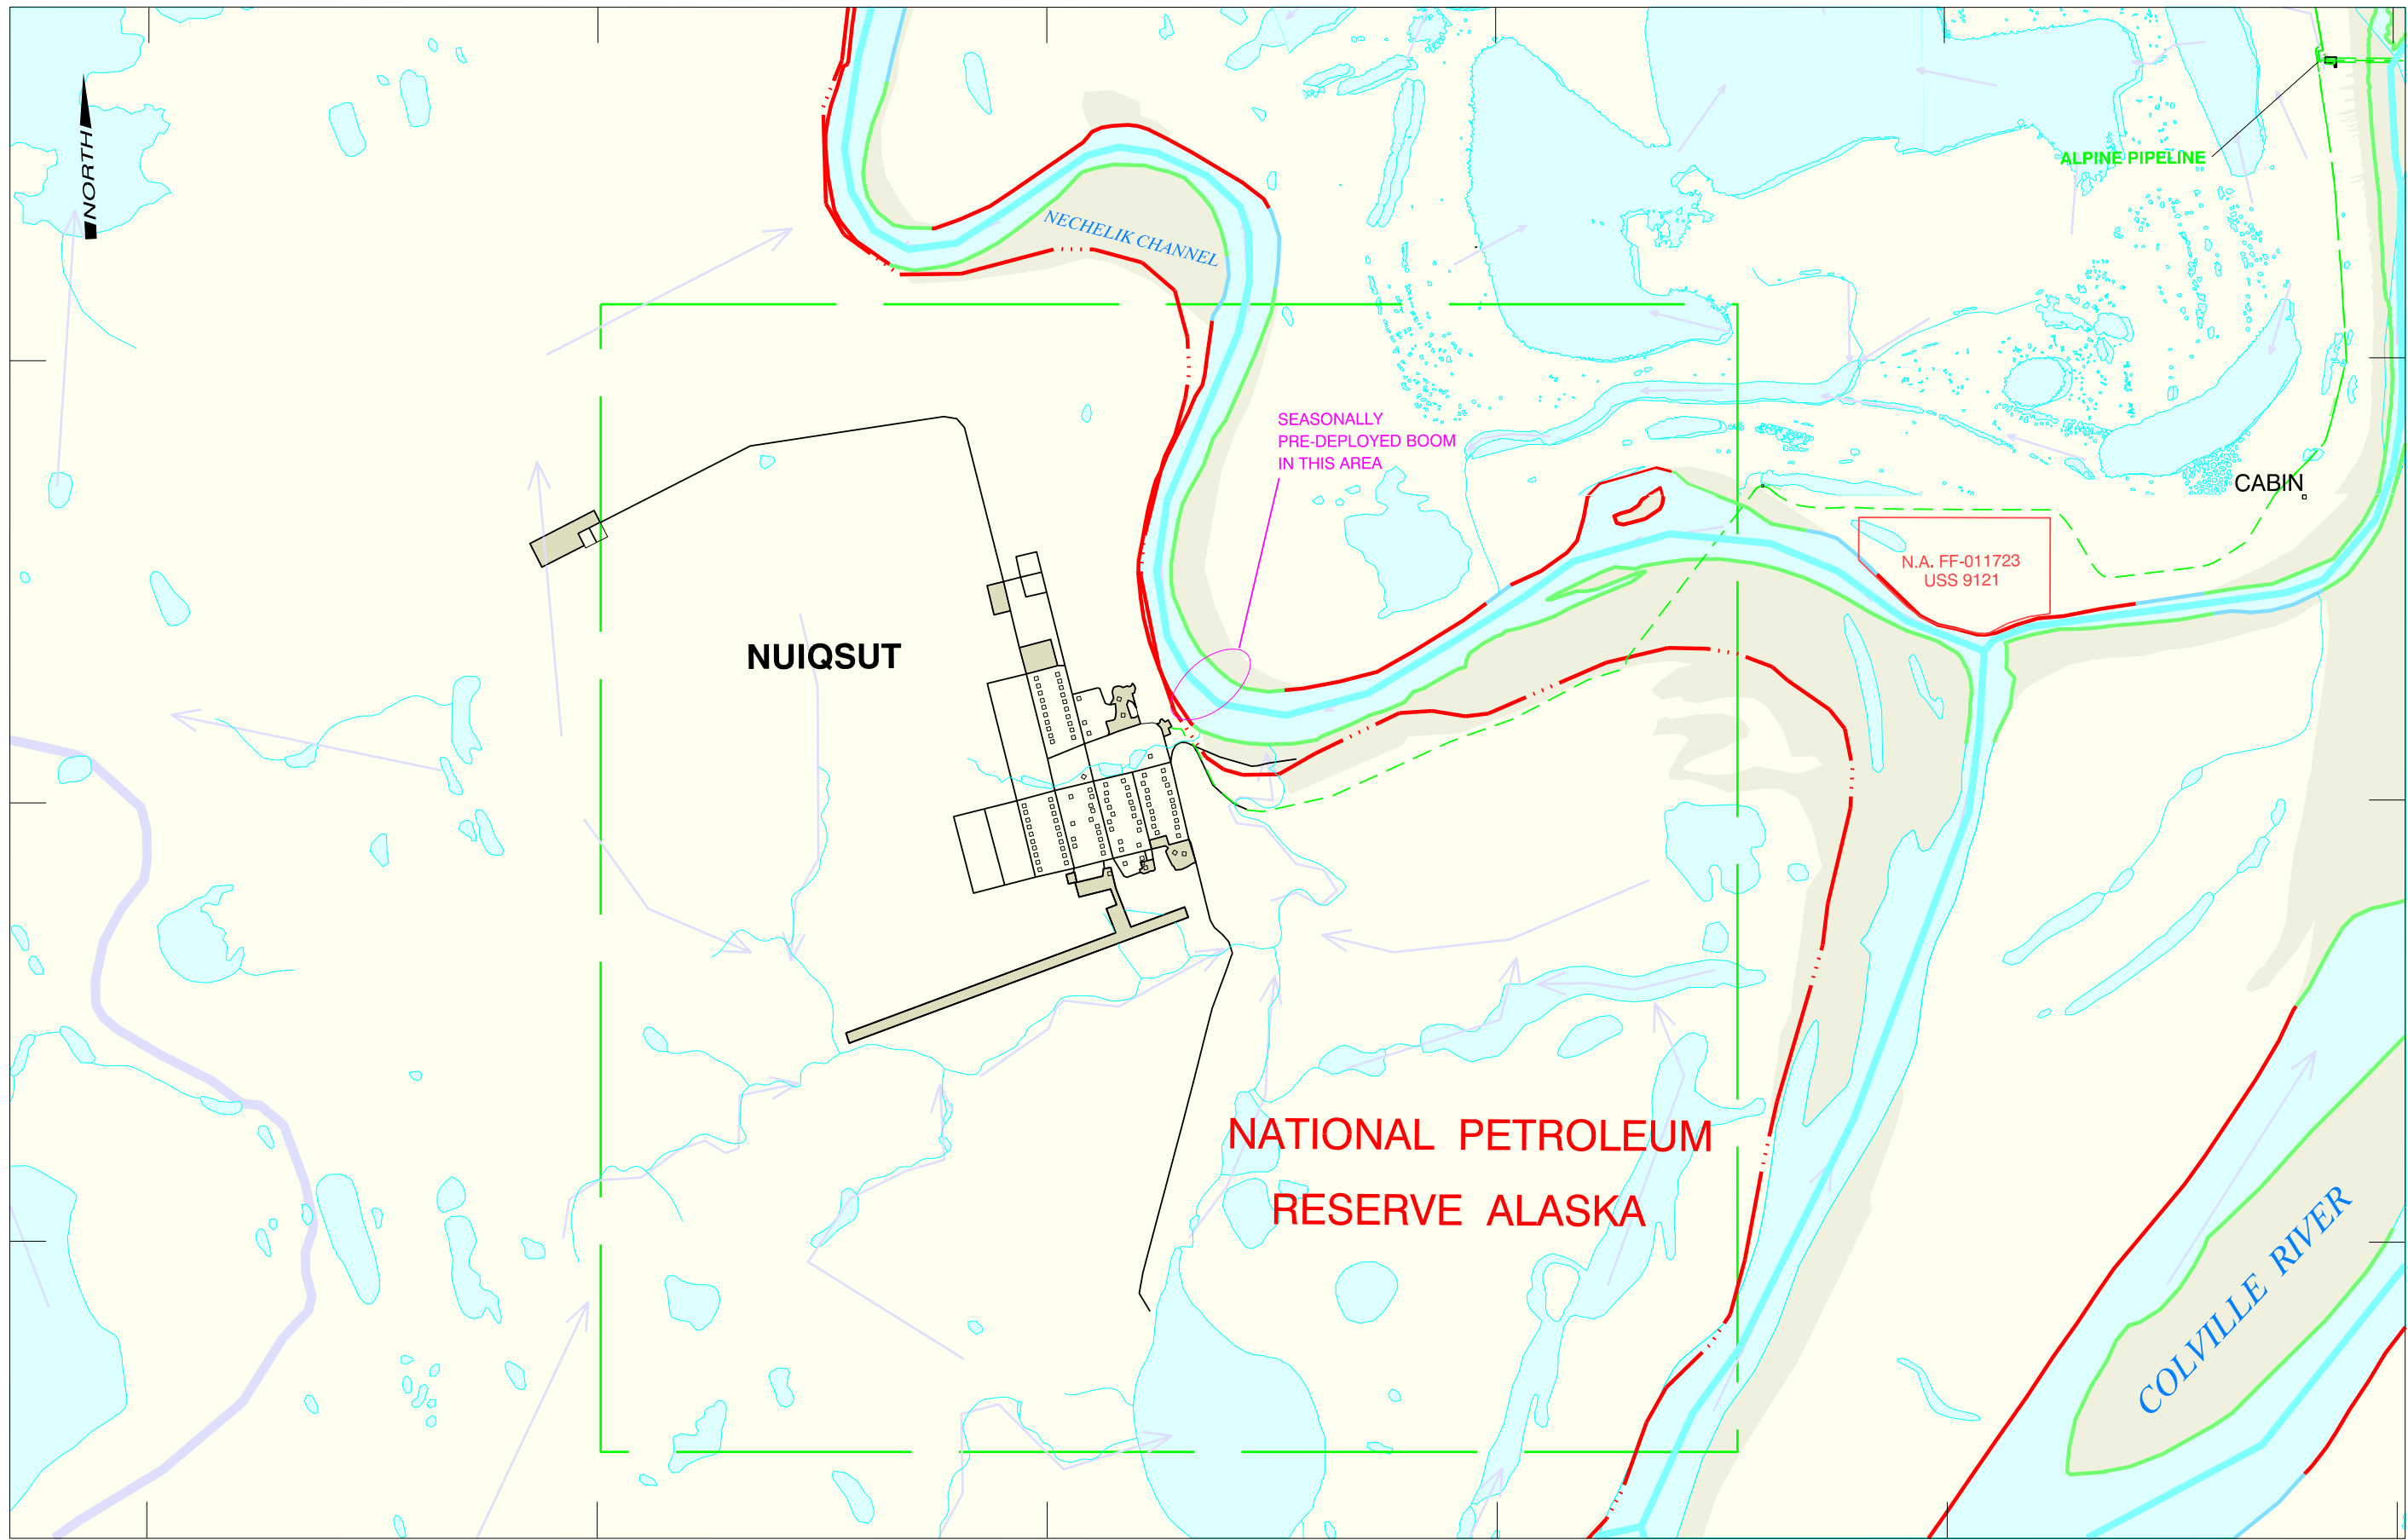 NORTH
ALPINE PIPELINE
NECHELIK CHANNEL
SEASONALLY
PRE-DEPLOYED BOOM
IN THIS AREA
CABIN
N.A. FF-011723
USS 9121
NUIQSUT
NATIONAL PETROLEUM
RESERVE ALASKA
COLVILLE RIVER